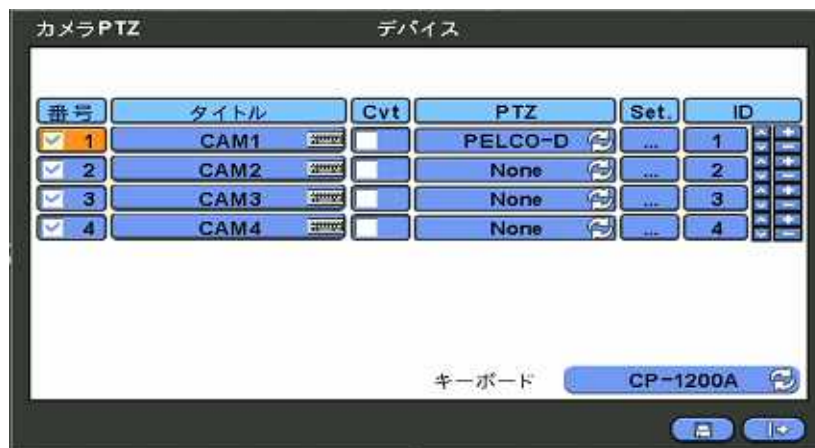 カメラPTZ デバイス
番号 タイトル Cvt PTZ Set. ID
1 CAM1 PELCO-D ... 1
2 CAM2 None ... 2
3 CAM3 None ... 3
4 CAM4 None ... 4
キーボード CP-1200A